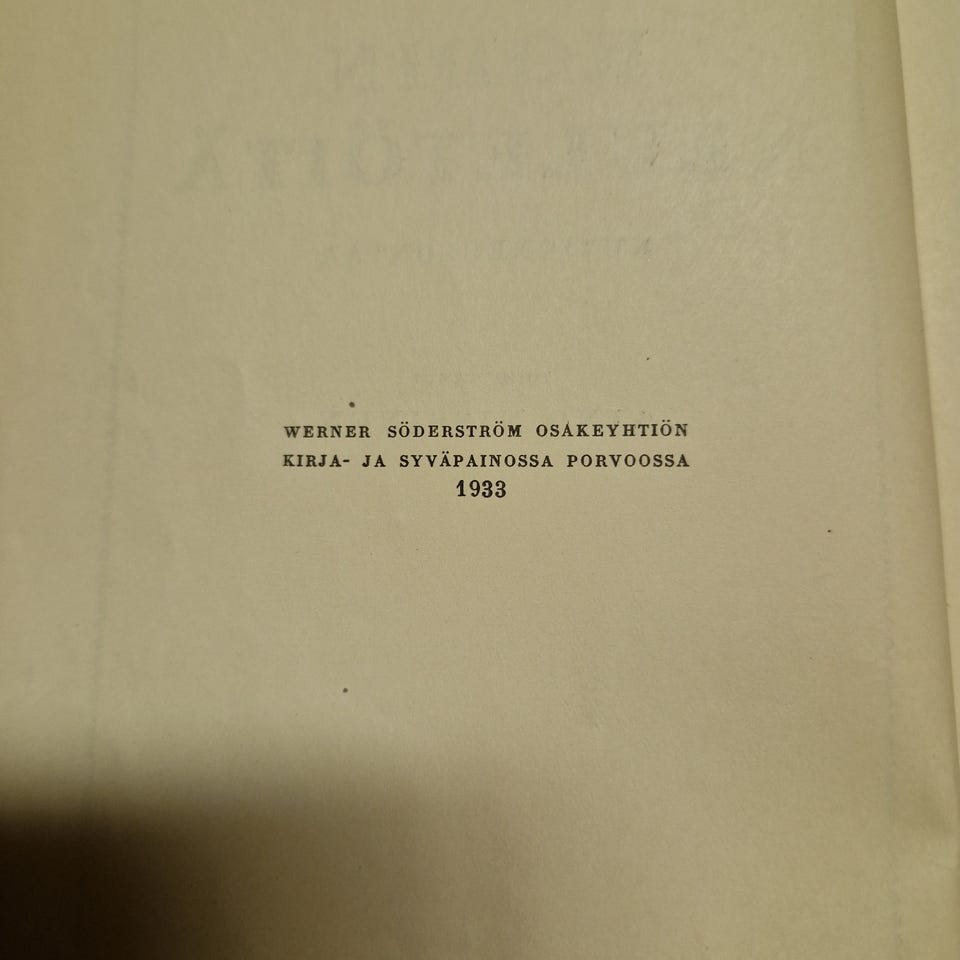 WERNER SÖDERSTRÖM OSAKEYHTIÖN
KIRJA- JA SYVÄPAINOSSA PORVOOSSA
1933